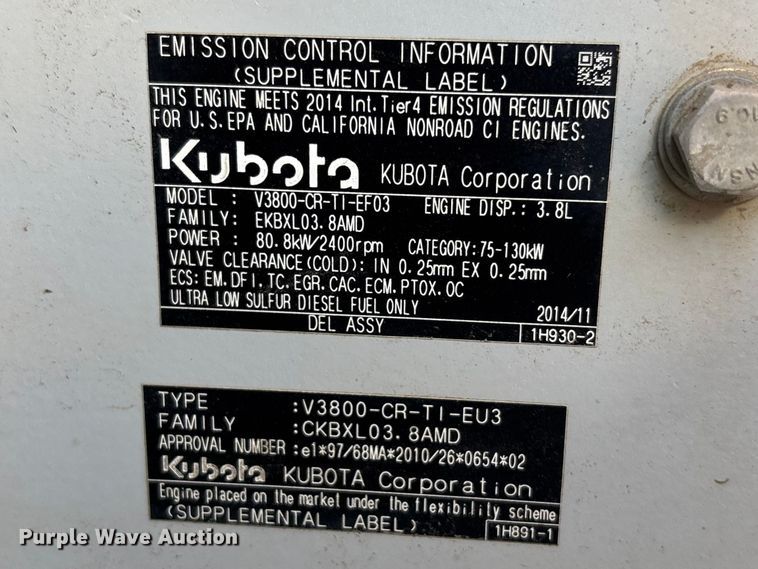 EMISSION CONTROL INFORMATION
(SUPPLEMENTAL LABEL)
THIS ENGINE MEETS 2014 Int.Tier4 EMISSION REGULATIONS
FOR U.S.EPA AND CALIFORNIA NONROAD CI ENGINES.
Kubota KUBOTA Corporation
MODEL : V3800-CR-TI-EF03 ENGINE DISP.: 3.8L
FAMILY: EKBXL03.8AMD
POWER : 80.8kW/2400rpm CATEGORY:75-130kW
VALVE CLEARANCE(COLD): IN 0.25mm EX 0.25mm
ECS: EM.DFI.TC.EGR.CAC.ECM.PTOX.OC
ULTRA LOW SULFUR DIESEL FUEL ONLY 2014/11
DEL ASSY 1H930-2
10.9
TYPE :V3800-CR-TI-EU3
FAMILY :CKBXL03.8AMD
APPROVAL NUMBER :e1*97/68MA*2010/26*0654*02
Kubota KUBOTA Corporation
Engine placed on the market under the flexibility scheme
(SUPPLEMENTAL LABEL) 1H891-1
Purple Wave Auction